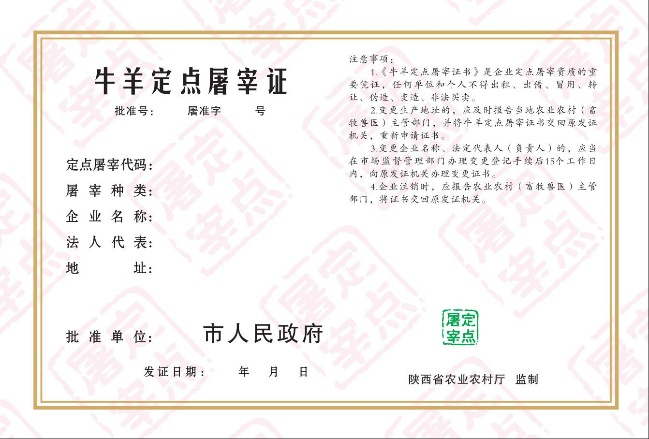 牛羊定点屠宰证
批准号： 屠准字 号
定点屠宰代码：
屠宰种类：
企业名称：
法人代表：
地址：
批准单位： 市人民政府
发证日期： 年 月 日
注意事项：
1.《牛羊定点屠宰证书》是企业定点屠宰资质的重
要凭证，任何单位和个人不得出租、出借、冒用、转
让、伪造、变造、非法买卖。
2.变更生产地址的，应及时报告当地农业农村（畜
牧兽医）主管部门，并将牛羊定点屠宰证书交回原发证
机关，重新申请证书。
3.变更企业名称、法定代表人（负责人）的，应当
在市场监督管理部门办理变更登记手续后15个工作日
内，向原发证机关办理变更证书。
4.企业注销时，应报告农业农村（畜牧兽医）主管
部门，将证书交回原发证机关。
屠定
宰点
陕西省农业农村厅 监制